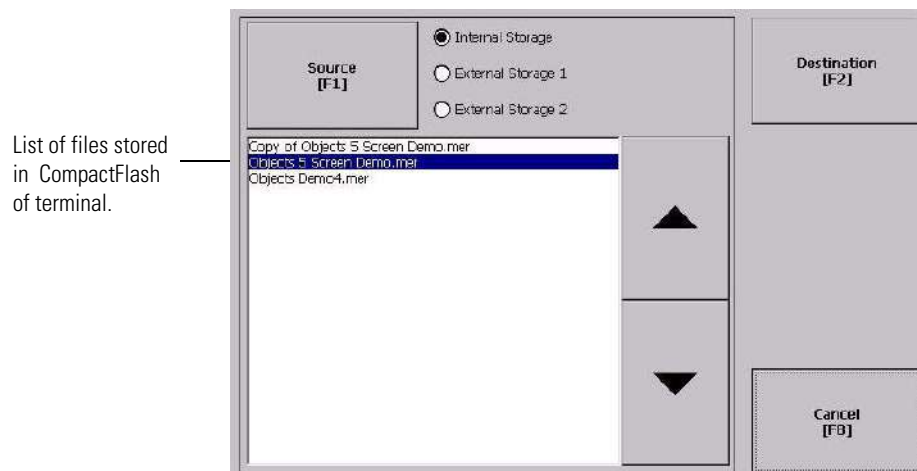 Internal Storage
Source
[F1]
External Storage 1
External Storage 2
Destination
[F2]
List of files stored
in CompactFlash
of terminal.
Copy of Objects 5 Screen Demo.mer
Objects 5 Screen Demo.mer
Objects Demo4.mer
Cancel
[F8]